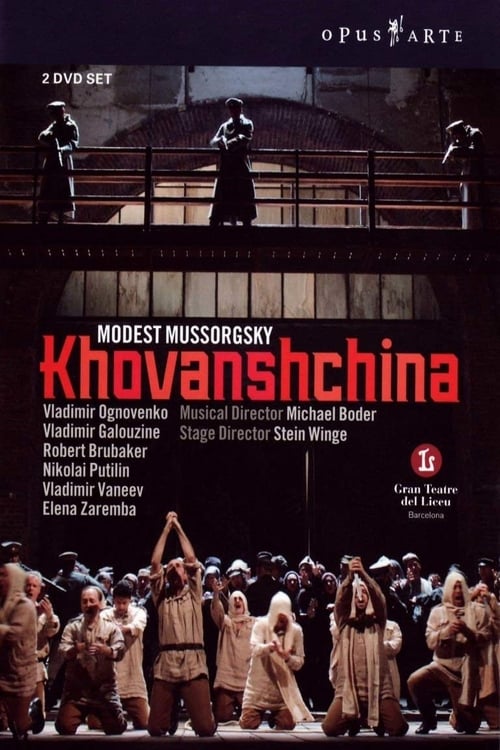 OPUS ARTE
2 DVD SET
MODEST MUSSORGSKY
Khovanshchina
Vladimir Ognovenko
Vladimir Galouzine
Robert Brubaker
Nikolai Putilin
Vladimir Vaneev
Elena Zaremba
Musical Director Michael Boder
Stage Director Stein Winge
Ls
Gran Teatre
del Liceu
Barcelona